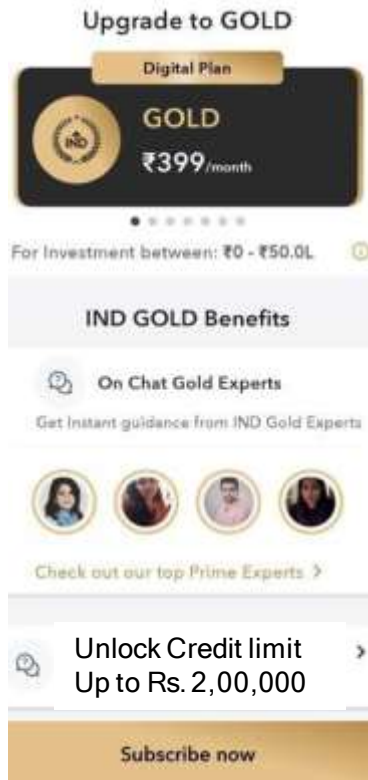 Upgrade to GOLD
Digital Plan
IND
GOLD
₹399/month
For Investment between: ₹0 - ₹50.0L
IND GOLD Benefits
On Chat Gold Experts
Get Instant guidance from IND Gold Experts
Check out our top Prime Experts >
Unlock Credit limit >
Up to Rs. 2,00,000
Subscribe now